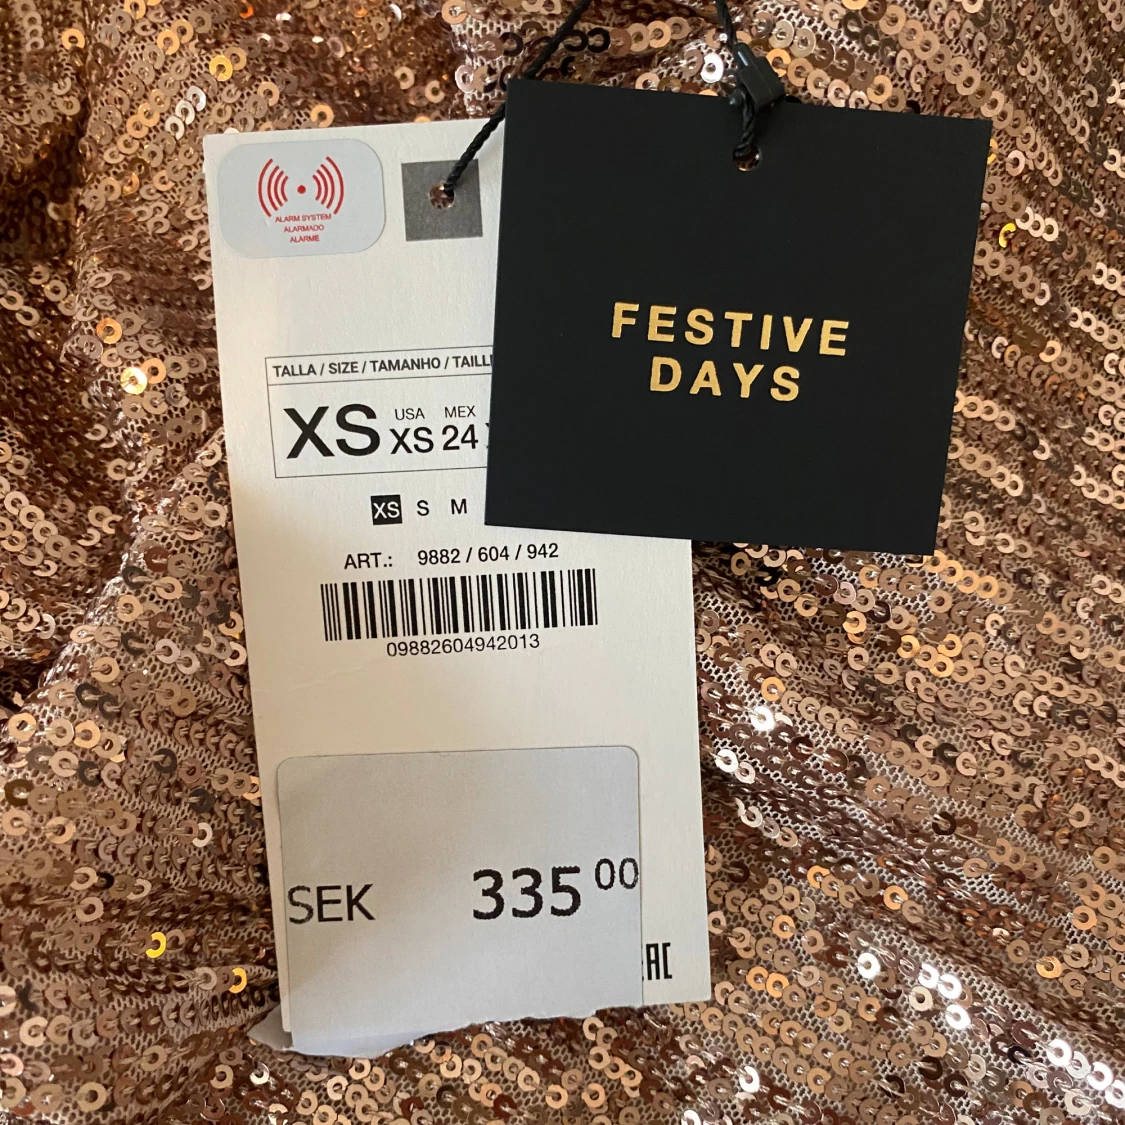 ALARM SYSTEM
ALARMADO
ALARME
FESTIVE
DAYS
TALLA / SIZE / TAMANHO /
XS
USA MEX
XS 24
XS S M
ART.: 9882 / 604 / 942
09882604942013
SEK 335 00